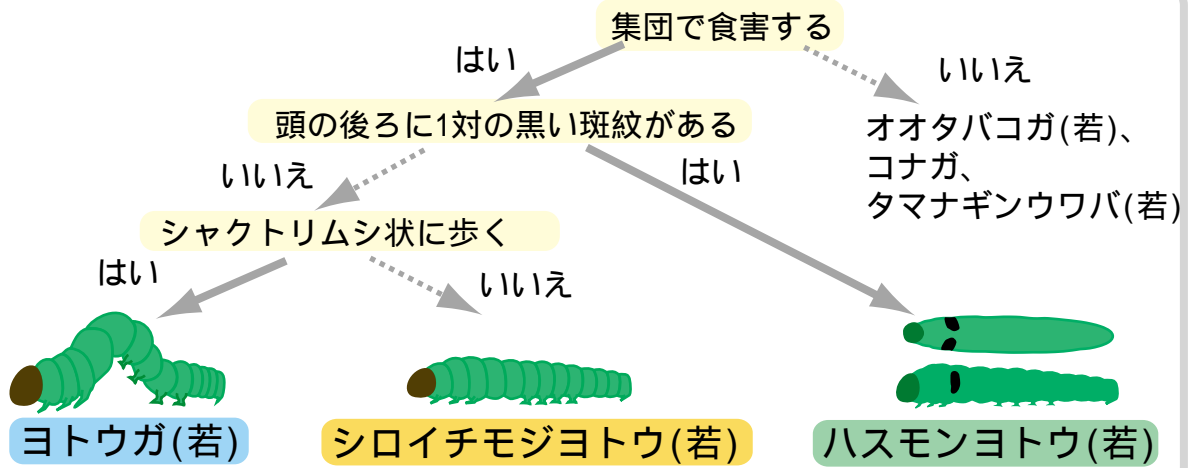 集団で食害する
はい
いいえ
頭の後ろに1対の黒い斑紋がある
オオタバコガ(若)、
コナガ、
タマナギンウワバ(若)
いいえ
はい
シャクトリムシ状に歩く
はい
いいえ
ヨトウガ(若)
シロイチモジヨトウ(若)
ハスモンヨトウ(若)